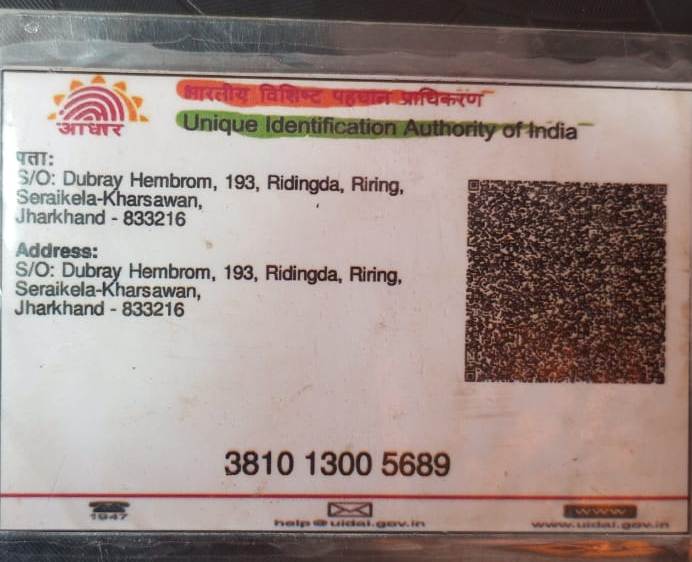 आधार
भारतीय विशिष्ट पहचान प्राधिकरण
Unique Identification Authority of India
पता:
S/O: Dubray Hembrom, 193, Ridingda, Riring,
Seraikela-Kharsawan,
Jharkhand - 833216
Address:
S/O: Dubray Hembrom, 193, Ridingda, Riring,
Seraikela-Kharsawan,
Jharkhand - 833216
3810 1300 5689
1947
help@uidai.gov.in
www
www.uidai.gov.in